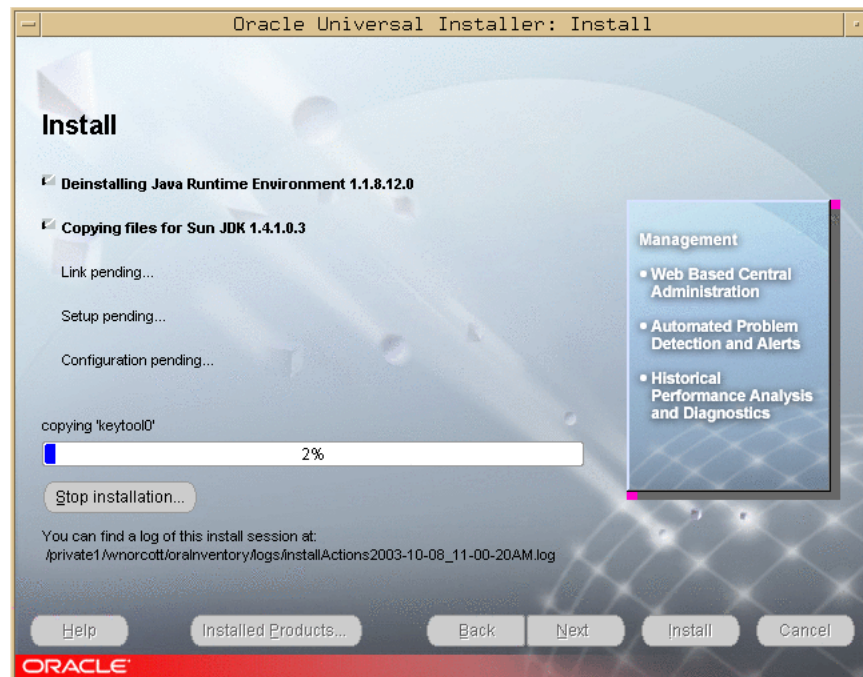 Oracle Universal Installer: Install
Install
Deinstalling Java Runtime Environment 1.1.8.12.0
Copying files for Sun JDK 1.4.1.0.3
Link pending...
Setup pending...
Configuration pending...
copying 'keytool0'
2%
Stop installation...
You can find a log of this install session at:
/private1/wnorcott/oraInventory/logs/installActions2003-10-08_11-00-20AM.log
Management
• Web Based Central
Administration
• Automated Problem
Detection and Alerts
• Historical
Performance Analysis
and Diagnostics
Help
Installed Products...
Back
Next
Install
Cancel
ORACLE